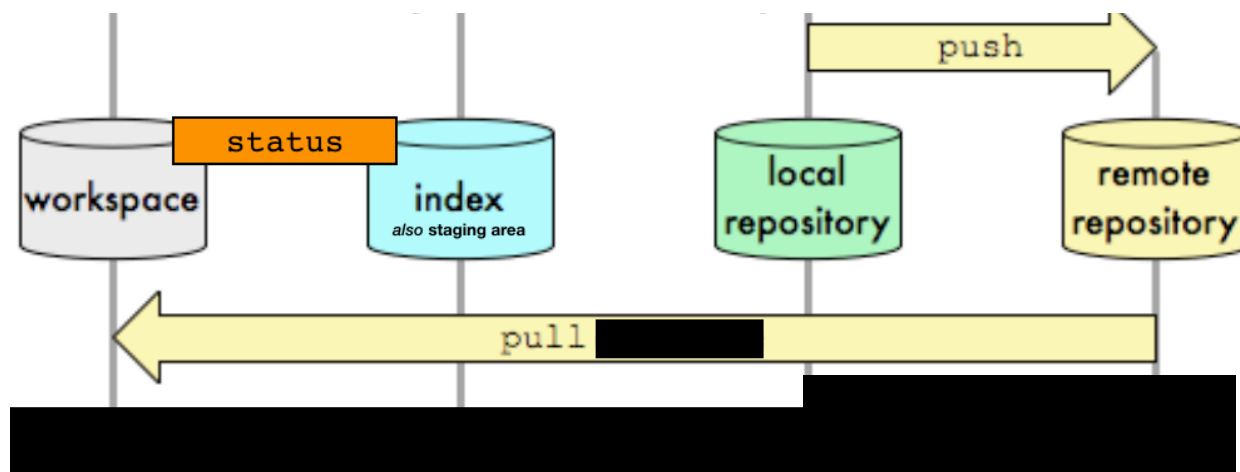 push
status
workspace
index
also staging area
local
repository
remote
repository
pull